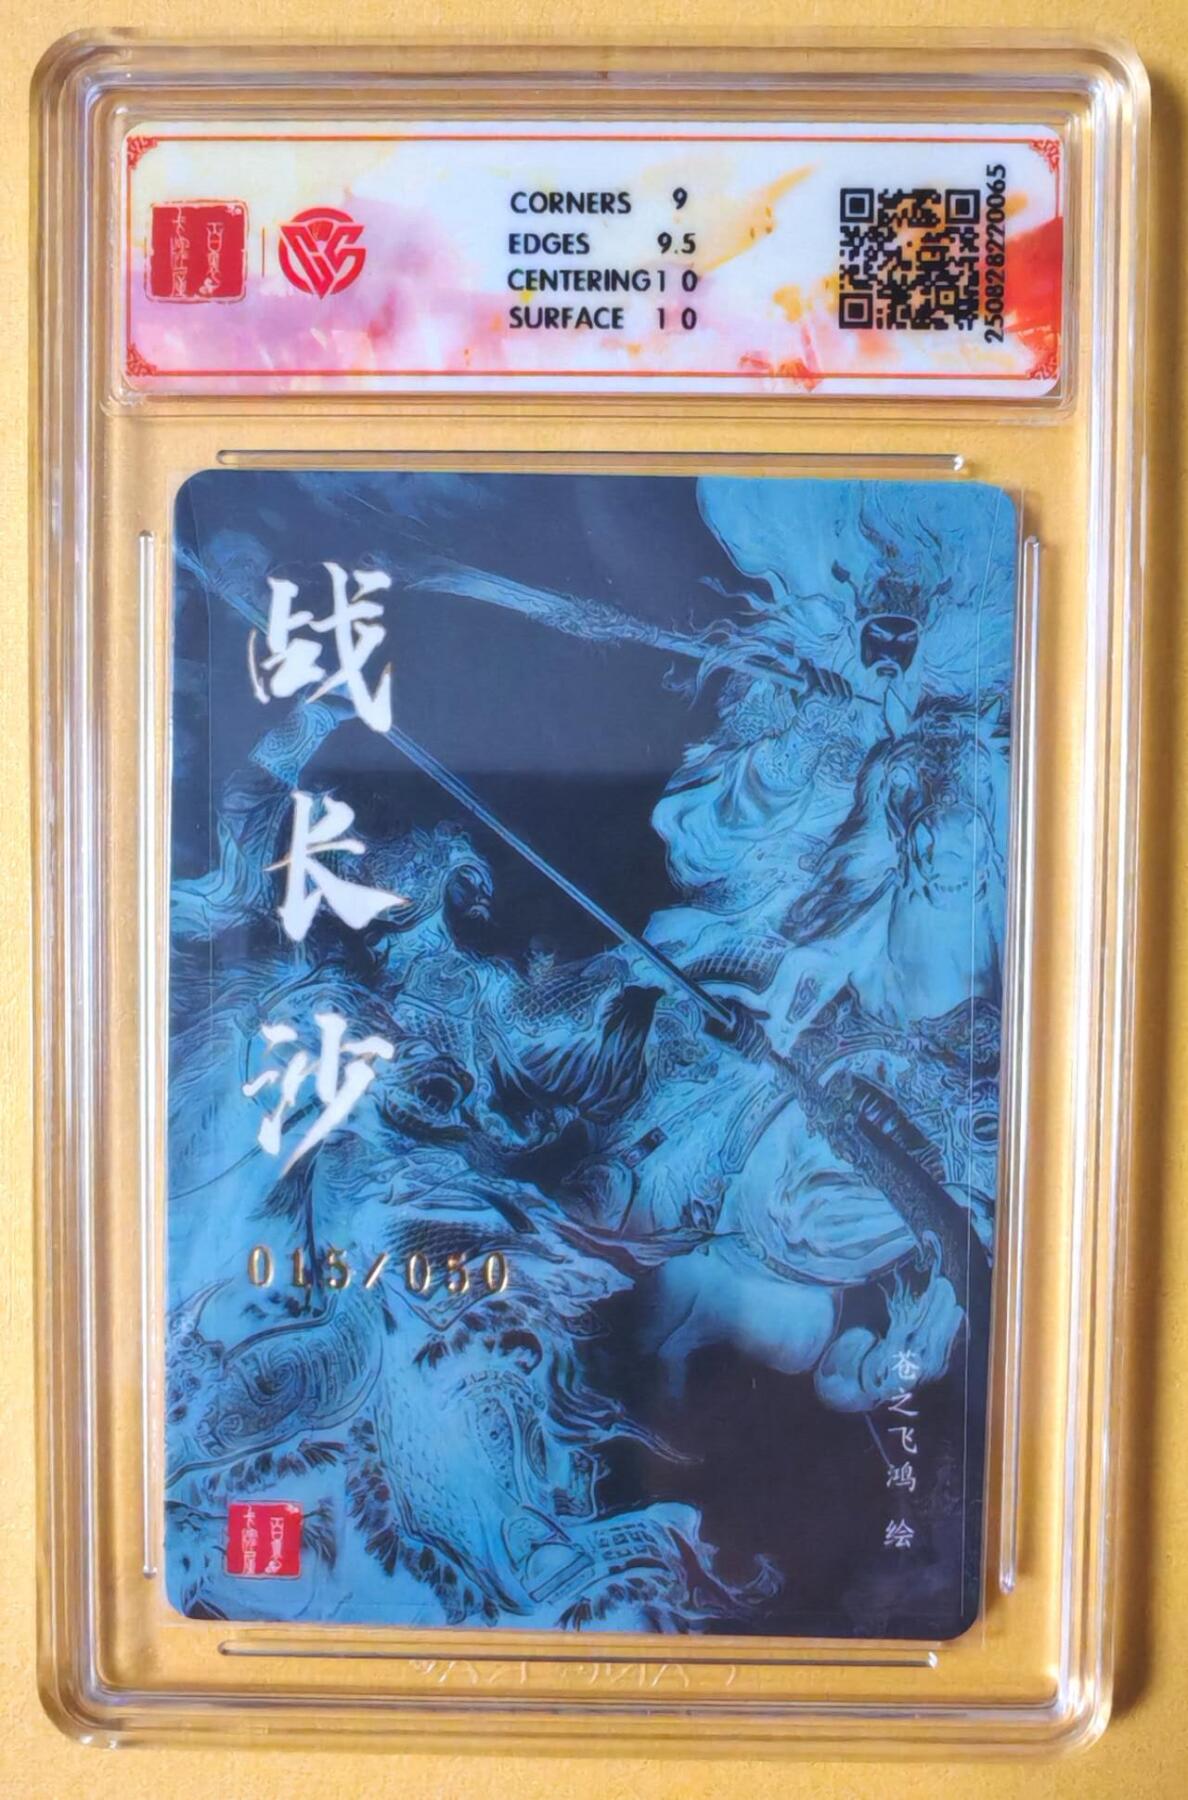 CORNERS 9
EDGES 9.5
CENTERING 10
SURFACE 10
2508282820065
战长沙
015/050
苍之飞鸿 绘